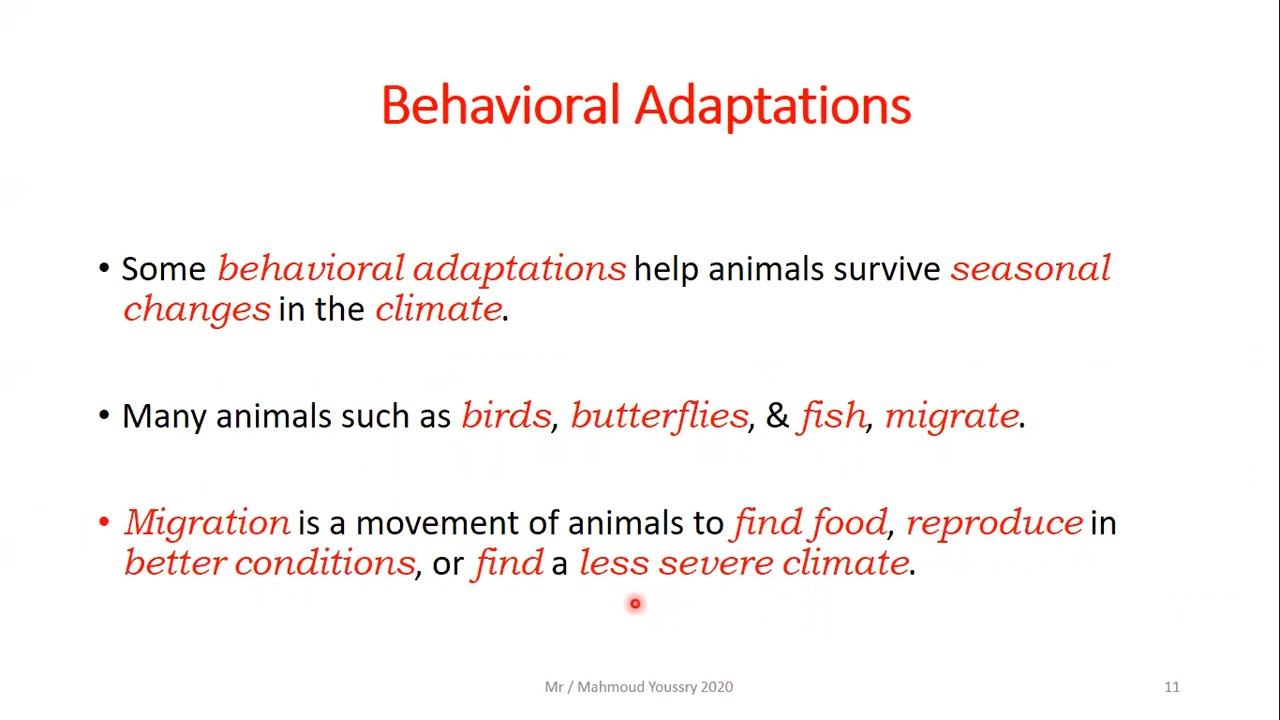 Behavioral Adaptations
• Some behavioral adaptations help animals survive seasonal
changes in the climate.
• Many animals such as birds, butterflies, & fish, migrate.
• Migration is a movement of animals to find food, reproduce in
better conditions, or find a less severe climate.
Mr / Mahmoud Youssry 2020
11